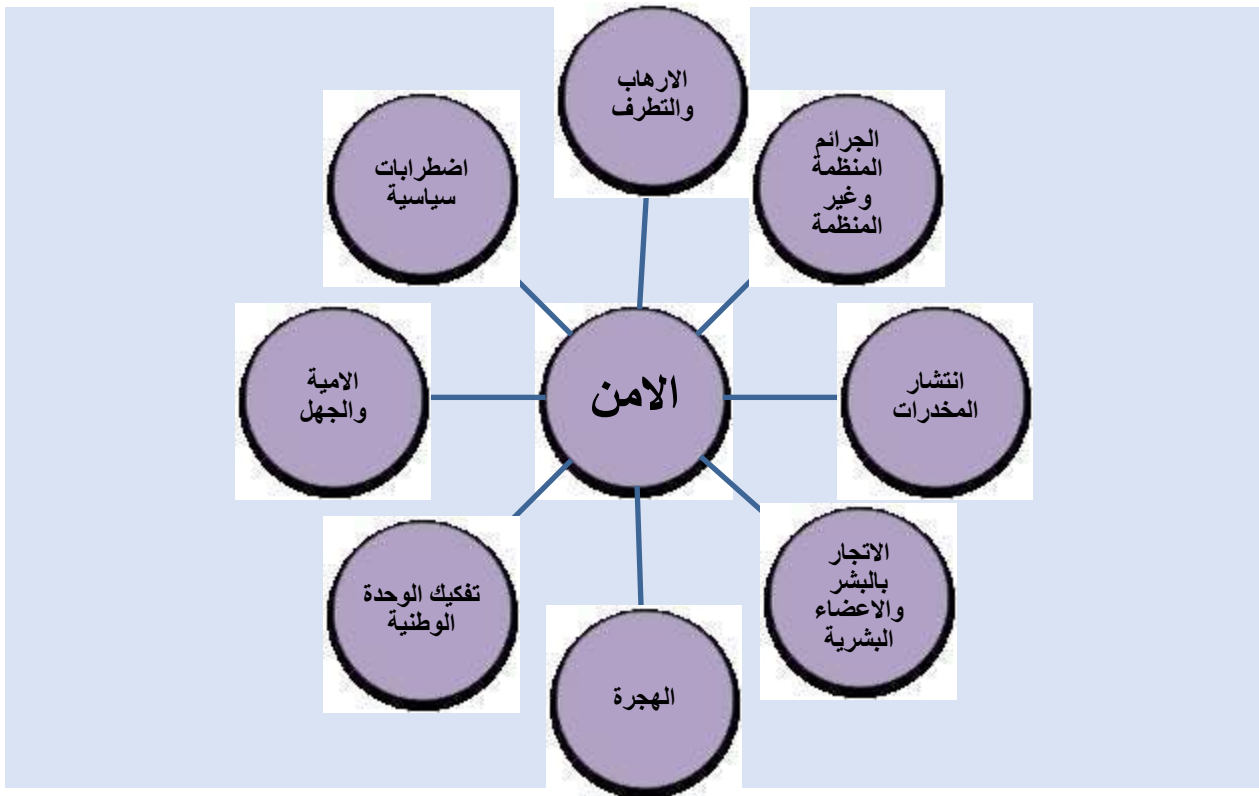 الارهاب
والتطرف
الجرائم
المنظمة
وغير
المنظمة
انتشار
المخدرات
الاتجار
بالبشر
والاعضاء
البشرية
الهجرة
تفكيك الوحدة
الوطنية
الامية
والجهل
اضطرابات
سياسية
الامن